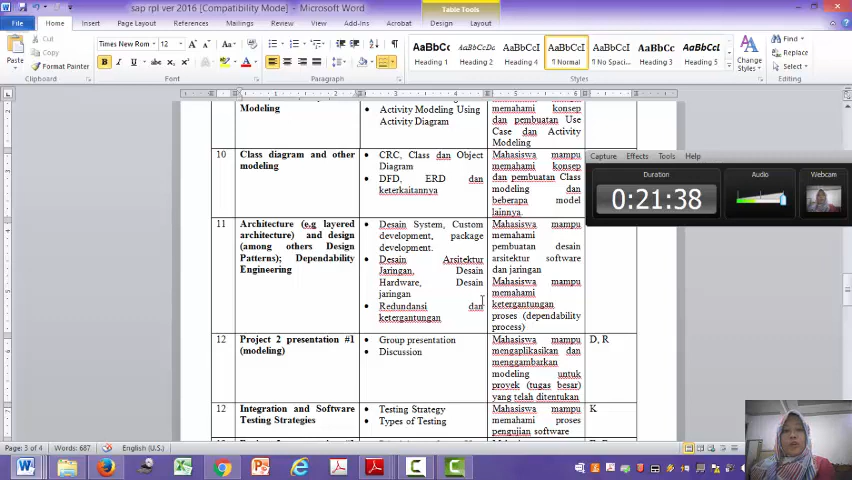 sap rpl ver 2016 [Compatibility Mode] - Microsoft Word
Table Tools
File Home Insert Page Layout References Mailings Review View Add-Ins Acrobat Design Layout
Cut
Copy
Paste
Format Painter
Clipboard
Times New Rom 12
Font
Paragraph
AaBbCc AaBbCcDc AaBbCcI AaBbCcI AaBbCcI AaBbCc AaBbCcL
Heading 1 Heading 2 Heading 4 ¶ Normal ¶ No Spaci... Heading 3 Heading 5
Styles
Change Styles
Find
Replace
Select
Editing
Modeling
• Activity Modeling Using
Activity Diagram
memahami konsep
dan pembuatan Use
Case dan Activity
Modeling
10
Class diagram and other
modeling
• CRC, Class dan Object
Diagram
• DFD, ERD dan
keterkaitannya
Mahasiswa mampu
memahami konsep
dan pembuatan Class
modeling dan
beberapa model
lainnya.
11
Architecture (e.g layered
architecture) and design
(among others Design
Patterns); Dependability
Engineering
• Desain System, Custom
development, package
development.
• Desain Arsitektur
Jaringan, Desain
Hardware, Desain
jaringan
• Redundansi dan
ketergantungan
Mahasiswa mampu
memahami
pembuatan desain
arsitektur software
dan jaringan
Mahasiswa mampu
memahami
ketergantungan
proses (dependability
process)
12
Project 2 presentation #1
(modeling)
• Group presentation
• Discussion
Mahasiswa mampu
mengaplikasikan dan
menggambarkan
modeling untuk
proyek (tugas besar)
yang telah ditentukan
D, R
12
Integration and Software
Testing Strategies
• Testing Strategy
• Types of Testing
Mahasiswa mampu
memahami proses
pengujian software
K
Capture Effects Tools Help
Duration
0:21:38
Audio
Webcam
Page: 3 of 4 Words: 687 English (U.S.) 110%